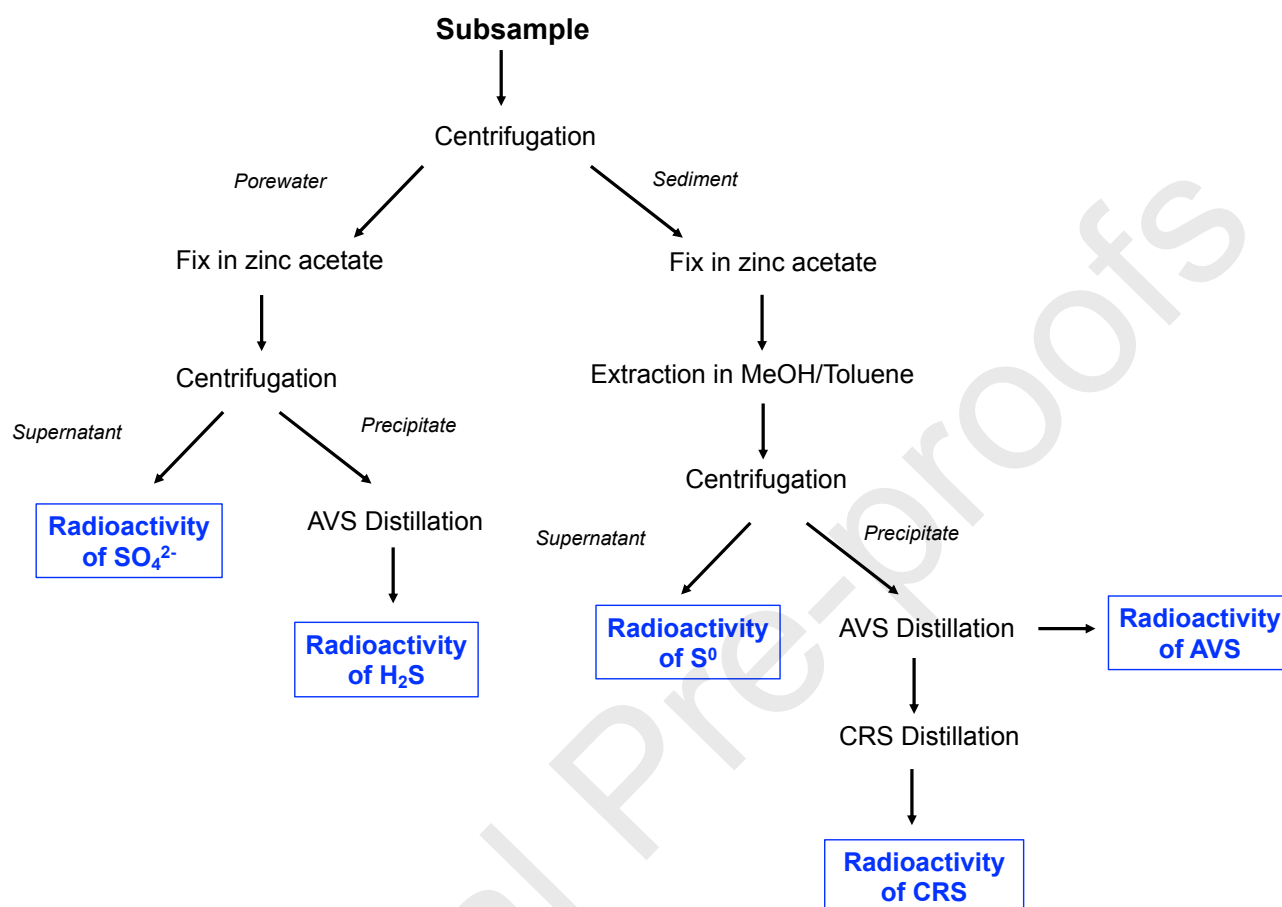 Subsample
Centrifugation
Porewater
Sediment
Fix in zinc acetate
Fix in zinc acetate
Centrifugation
Extraction in MeOH/Toluene
Supernatant
Precipitate
Centrifugation
Radioactivity
of SO₄²⁻
AVS Distillation
Supernatant
Precipitate
Radioactivity
of H₂S
Radioactivity
of S⁰
AVS Distillation
Radioactivity
of AVS
CRS Distillation
Radioactivity
of CRS
al Pre-proofs